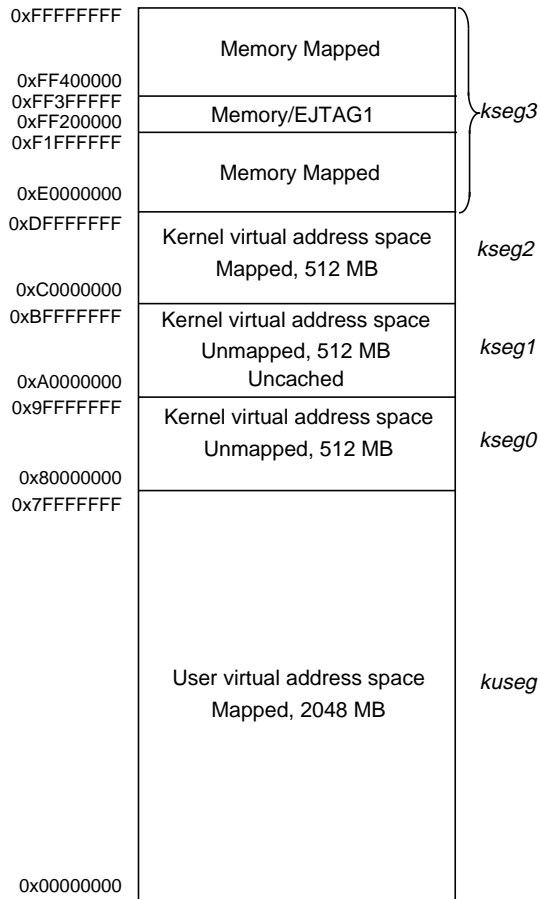 0xFFFFFFFF
Memory Mapped
0xFF400000
0xFF3FFFFF
Memory/EJTAG1
kseg3
0xFF200000
0xF1FFFFFF
Memory Mapped
0xE0000000
0xDFFFFFFF
Kernel virtual address space
Mapped, 512 MB
kseg2
0xC0000000
0xBFFFFFFF
Kernel virtual address space
Unmapped, 512 MB
Uncached
kseg1
0xA0000000
0x9FFFFFFF
Kernel virtual address space
Unmapped, 512 MB
kseg0
0x80000000
0x7FFFFFFF
User virtual address space
Mapped, 2048 MB
kuseg
0x00000000